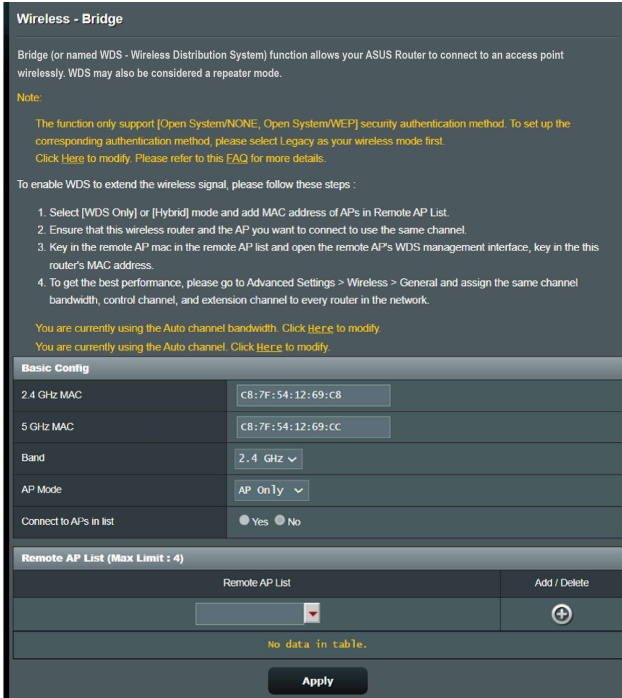 Wireless - Bridge
Bridge (or named WDS - Wireless Distribution System) function allows your ASUS Router to connect to an access point
wirelessly. WDS may also be considered a repeater mode.
Note:
The function only support [Open System/NONE, Open System/WEP] security authentication method. To set up the
corresponding authentication method, please select Legacy as your wireless mode first.
Click Here to modify. Please refer to this FAQ for more details.
To enable WDS to extend the wireless signal, please follow these steps :
1. Select [WDS Only] or [Hybrid] mode and add MAC address of APs in Remote AP List.
2. Ensure that this wireless router and the AP you want to connect to use the same channel.
3. Key in the remote AP mac in the remote AP list and open the remote AP's WDS management interface, key in the this
router's MAC address.
4. To get the best performance, please go to Advanced Settings > Wireless > General and assign the same channel
bandwidth, control channel, and extension channel to every router in the network.
You are currently using the Auto channel bandwidth. Click Here to modify.
You are currently using the Auto channel. Click Here to modify.
Basic Config
2.4 GHz MAC C8:7F:54:12:69:C8
5 GHz MAC C8:7F:54:12:69:CC
Band 2.4 GHz
AP Mode AP Only
Connect to APs in list Yes No
Remote AP List (Max Limit : 4)
Remote AP List Add / Delete
No data in table.
Apply